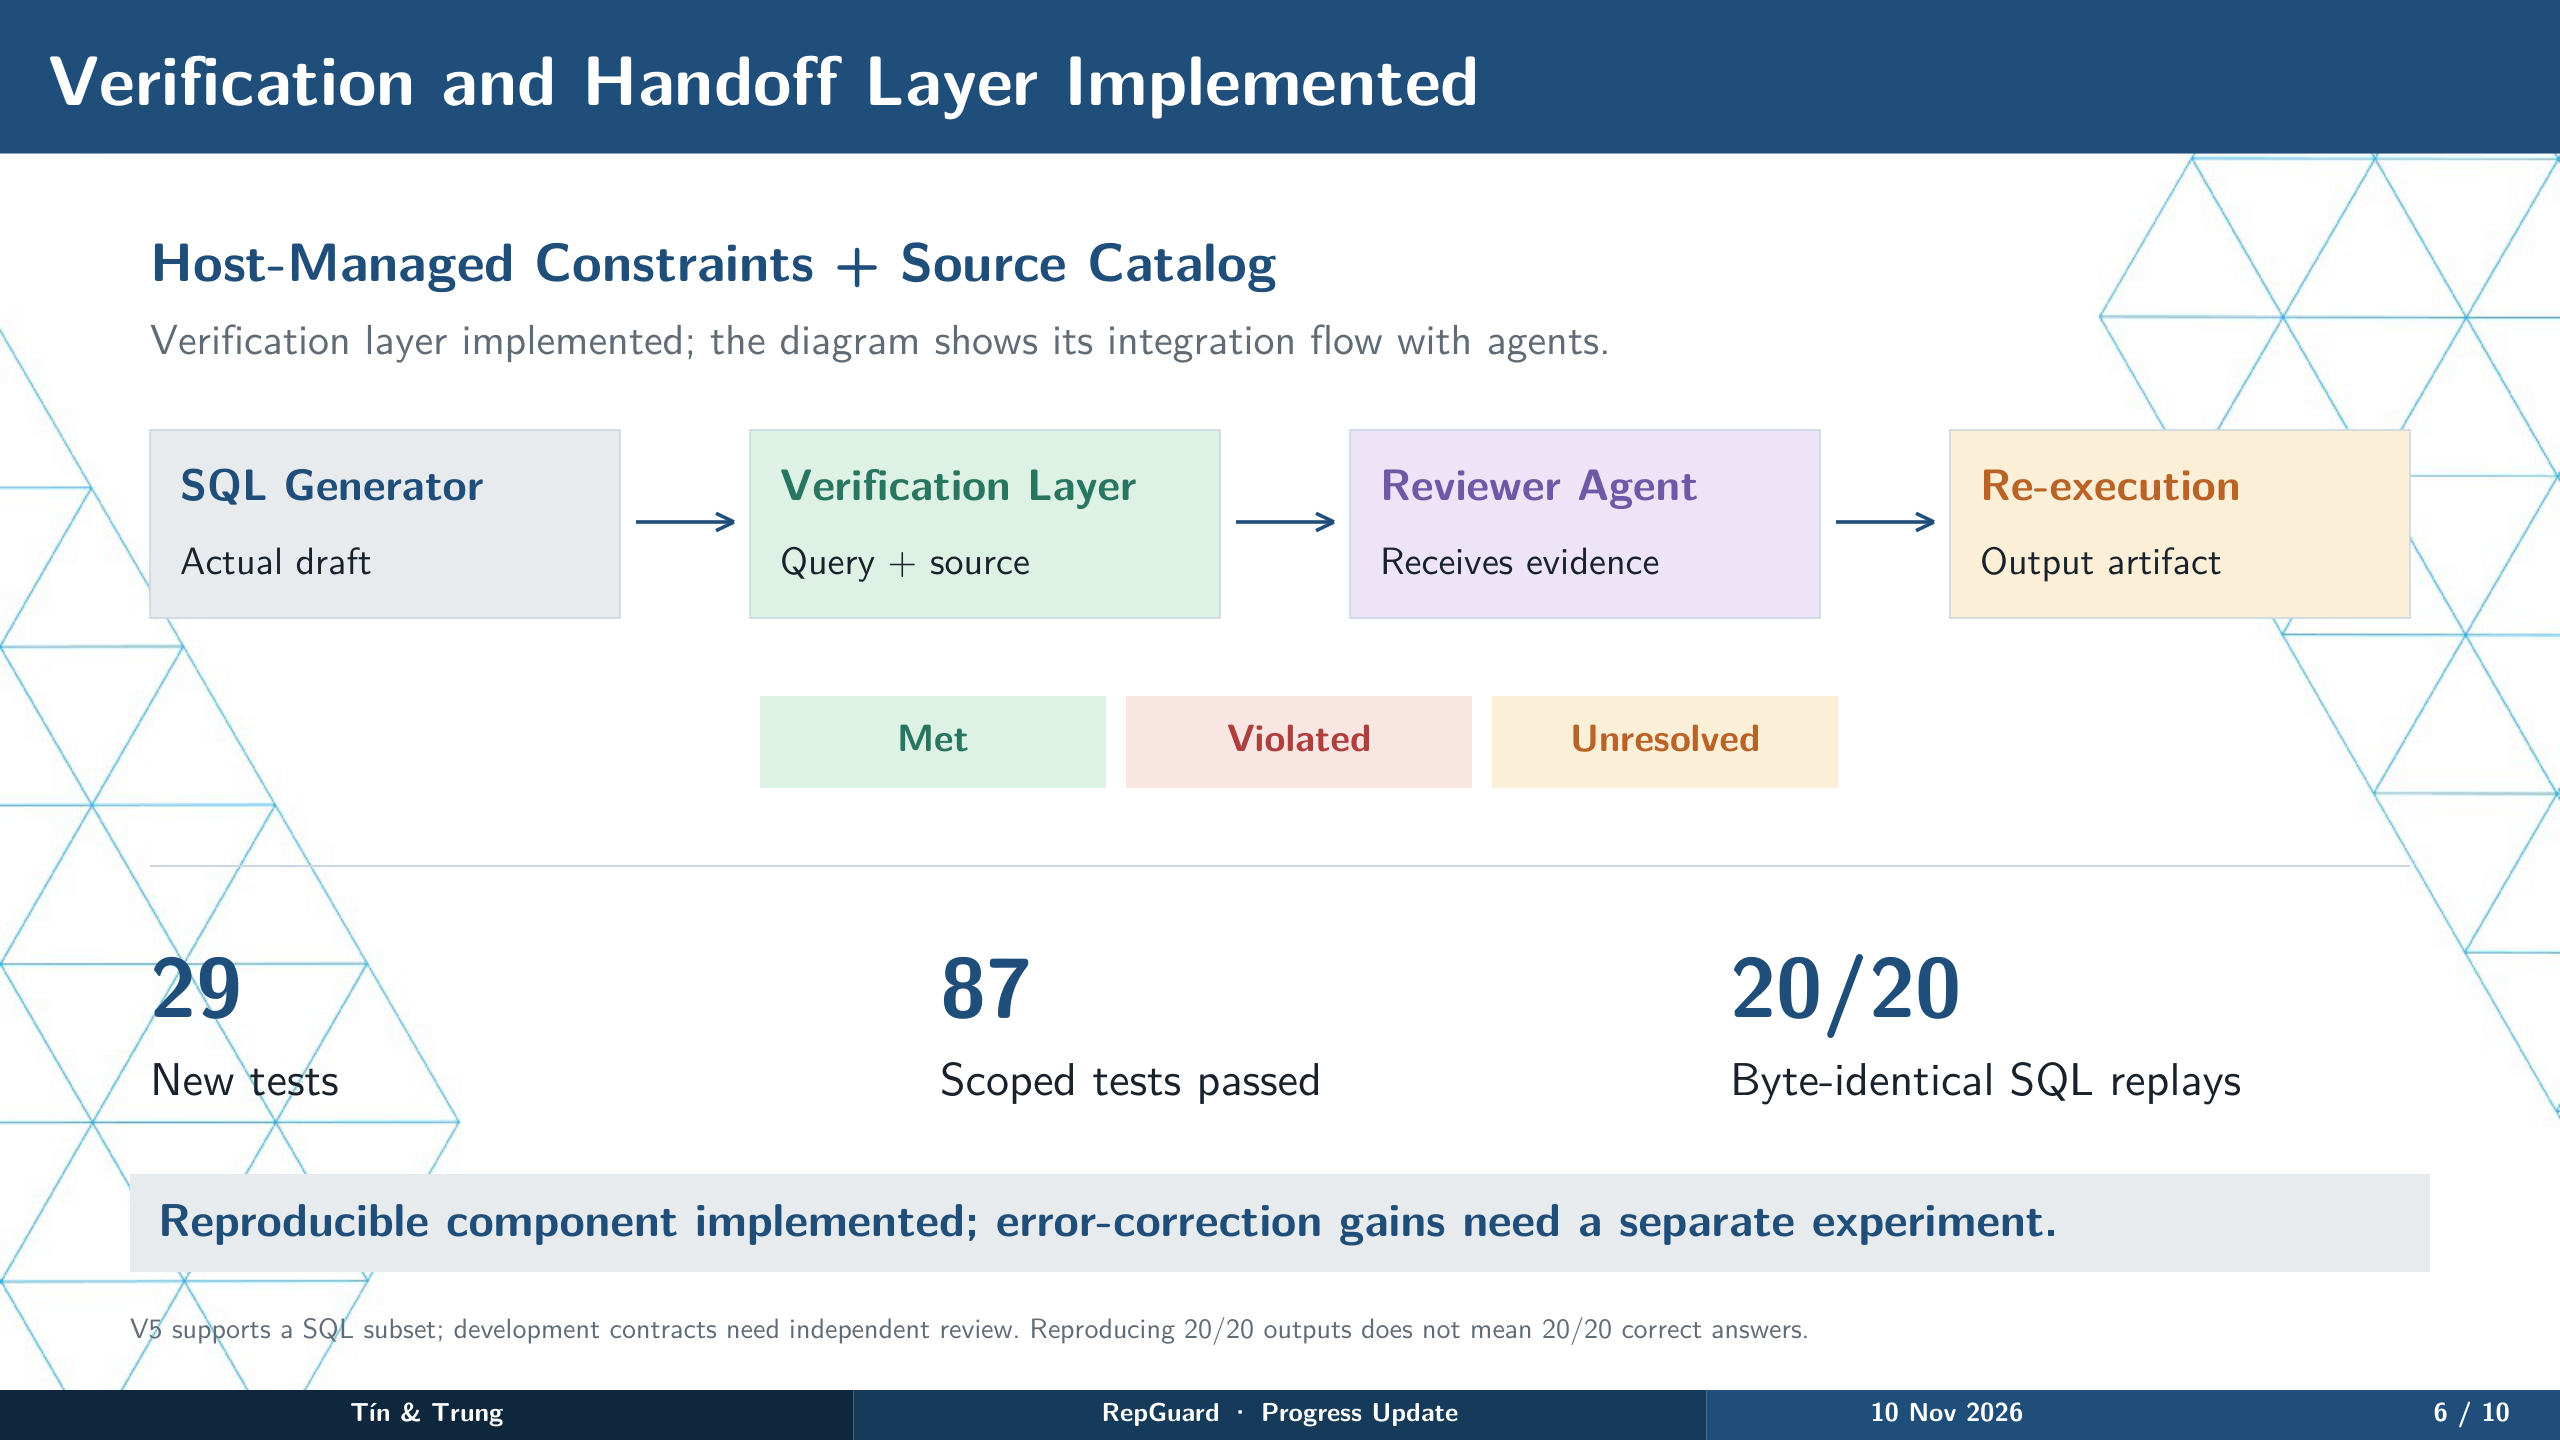 Verification and Handoff Layer Implemented
Host-Managed Constraints + Source Catalog
Verification layer implemented; the diagram shows its integration flow with agents.
SQL Generator
Actual draft
Verification Layer
Query + source
Reviewer Agent
Receives evidence
Re-execution
Output artifact
Met
Violated
Unresolved
29
New tests
87
Scoped tests passed
20/20
Byte-identical SQL replays
Reproducible component implemented; error-correction gains need a separate experiment.
V5 supports a SQL subset; development contracts need independent review. Reproducing 20/20 outputs does not mean 20/20 correct answers.
Tín & Trung
RepGuard · Progress Update
10 Nov 2026
6 / 10